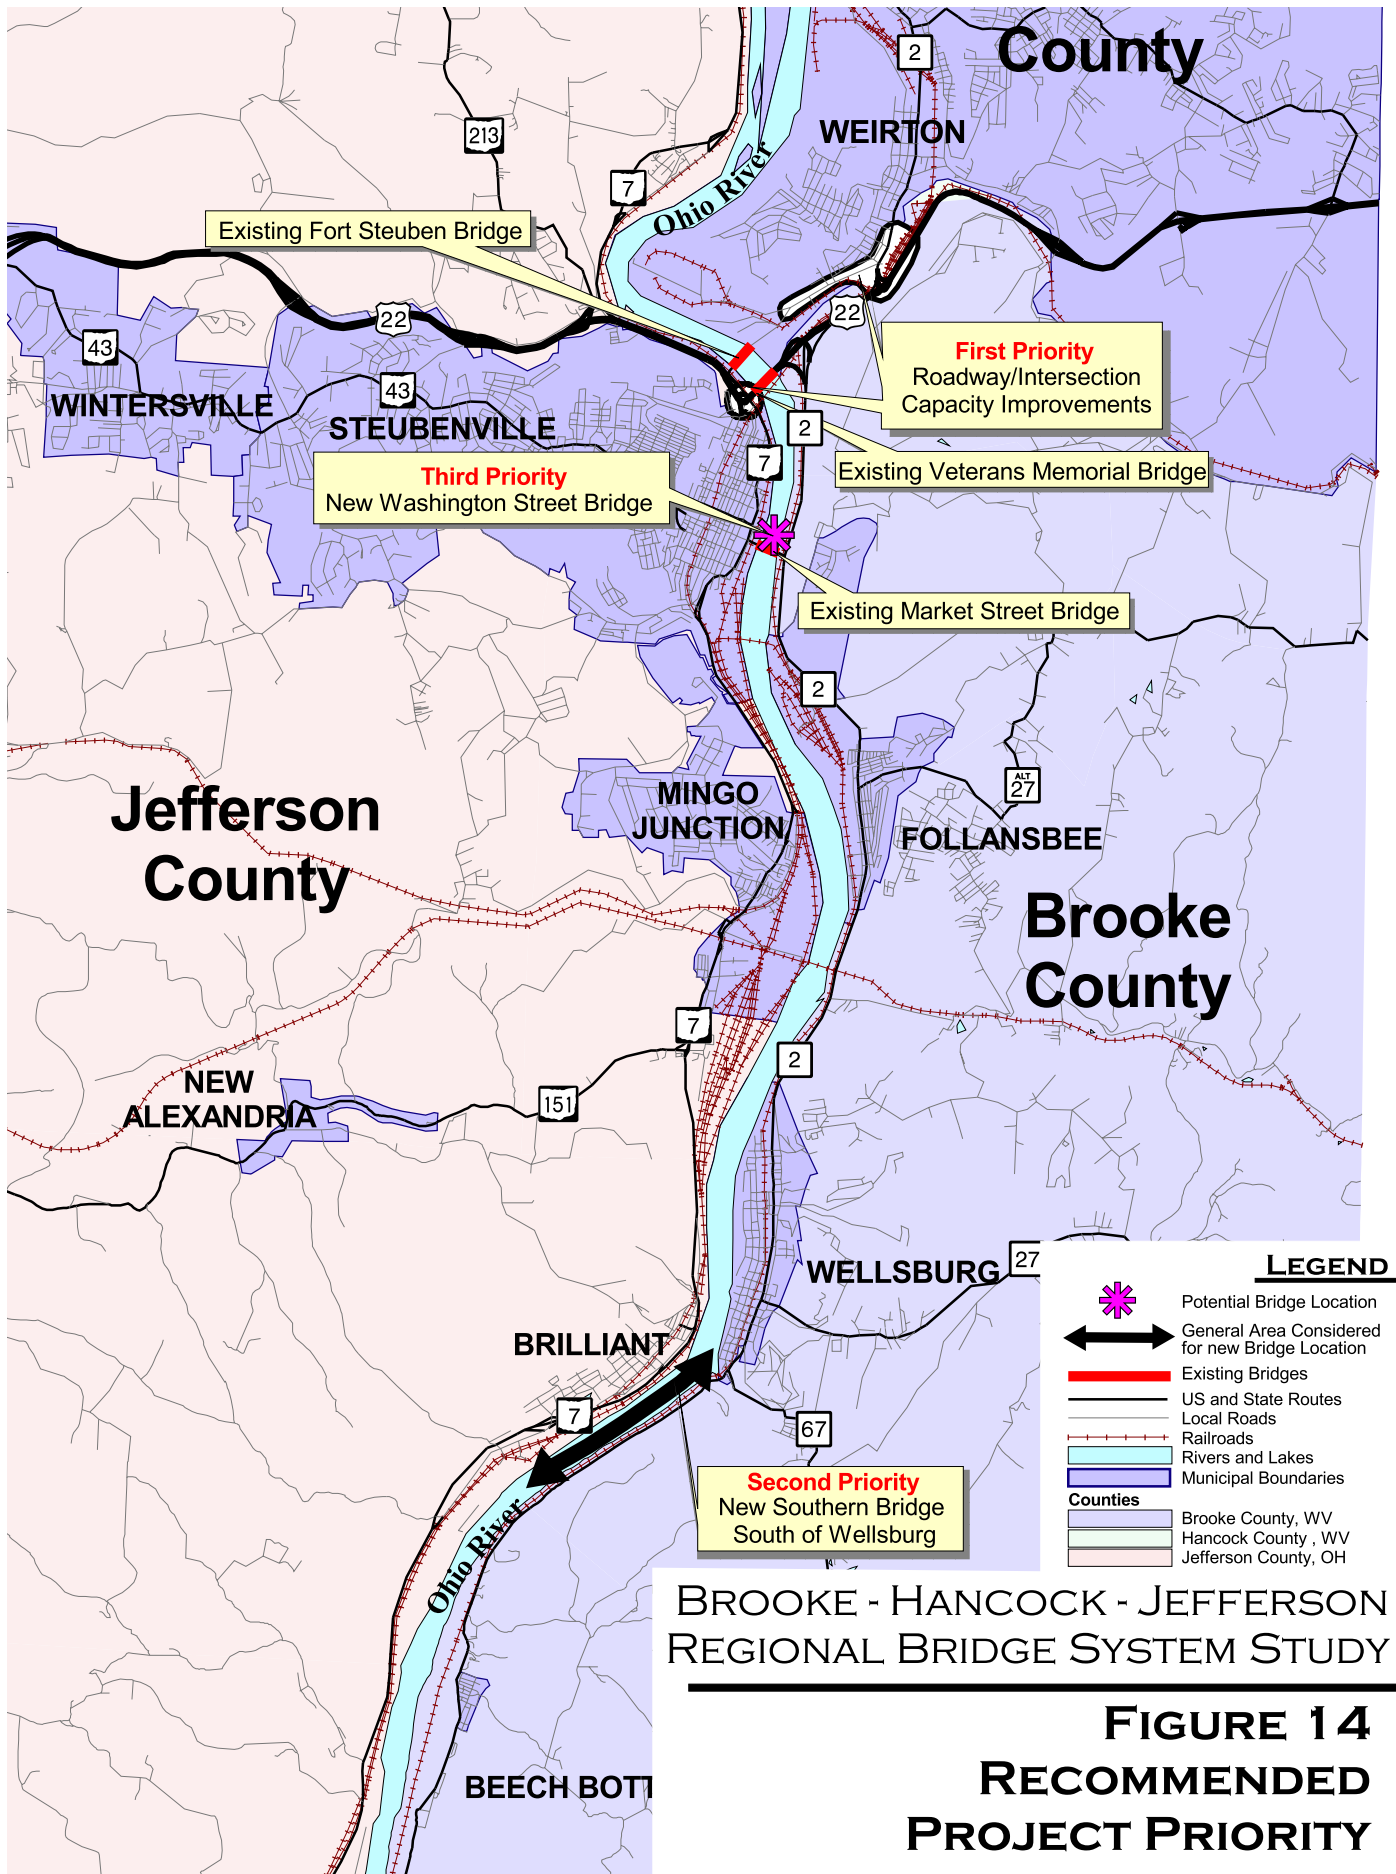 County
2
WEIRTON
213
7
Ohio River
Existing Fort Steuben Bridge
22
22
43
First Priority
Roadway/Intersection
Capacity Improvements
43
WINTERSVILLE
STEUBENVILLE
2
7
Existing Veterans Memorial Bridge
Third Priority
New Washington Street Bridge
Existing Market Street Bridge
2
ALT
27
MINGO
JUNCTION
FOLLANSBEE
Jefferson
County
Brooke
County
7
2
NEW
ALEXANDRIA
151
WELLSBURG
27
BRILLIANT
7
67
Second Priority
New Southern Bridge
South of Wellsburg
Ohio River
BEECH BOTT
LEGEND
Potential Bridge Location
General Area Considered
for new Bridge Location
Existing Bridges
US and State Routes
Local Roads
Railroads
Rivers and Lakes
Municipal Boundaries
Counties
Brooke County, WV
Hancock County , WV
Jefferson County, OH
BROOKE - HANCOCK - JEFFERSON
REGIONAL BRIDGE SYSTEM STUDY
FIGURE 14
RECOMMENDED
PROJECT PRIORITY